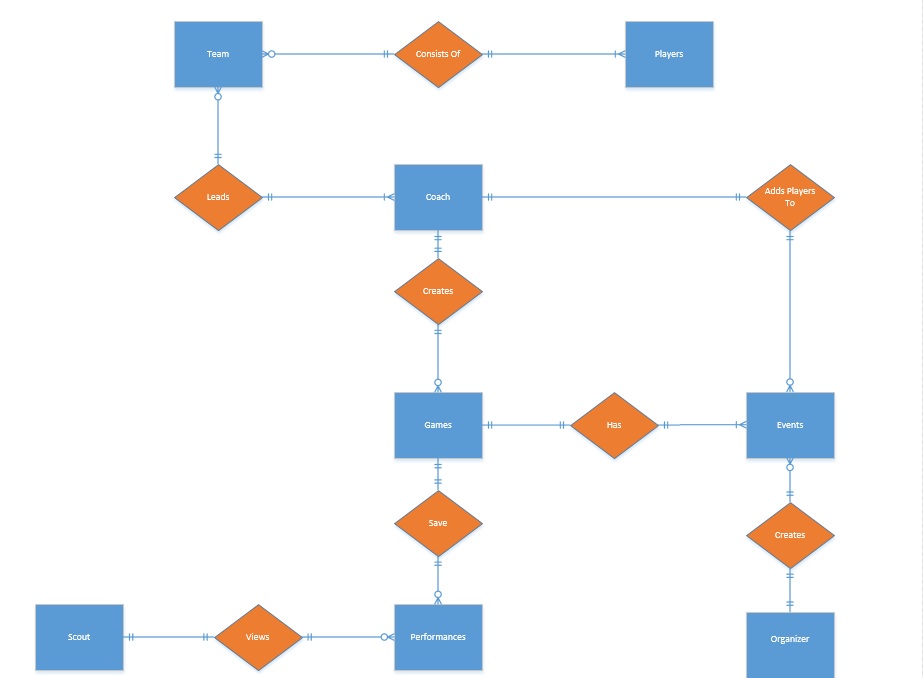 Team
Consists Of
Players
Leads
Coach
Adds Players
To
Creates
Games
Has
Events
Save
Creates
Scout
Views
Performances
Organizer